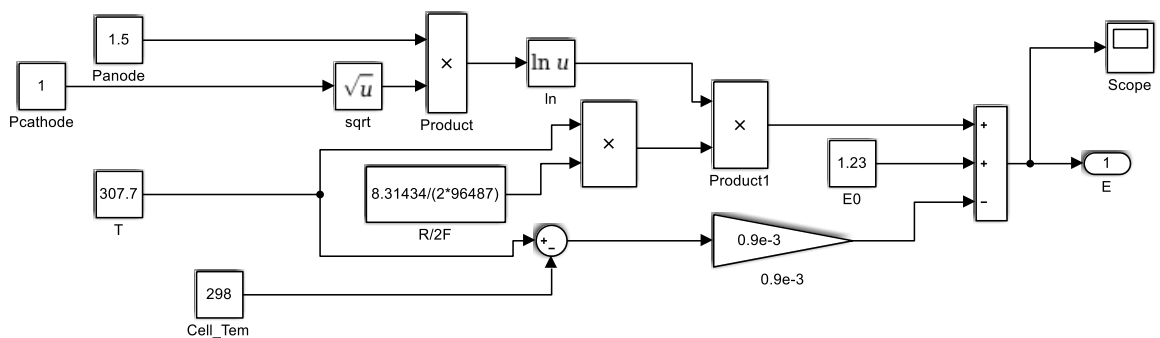 1.5
Panode
1
Pcathode
√u
sqrt
×
Product
ln u
ln
×
Product1
×
8.31434/(2*96487)
R/2F
307.7
T
298
Cell_Tem
+
−
0.9e-3
0.9e-3
1.23
E0
+
+
−
Scope
1
E